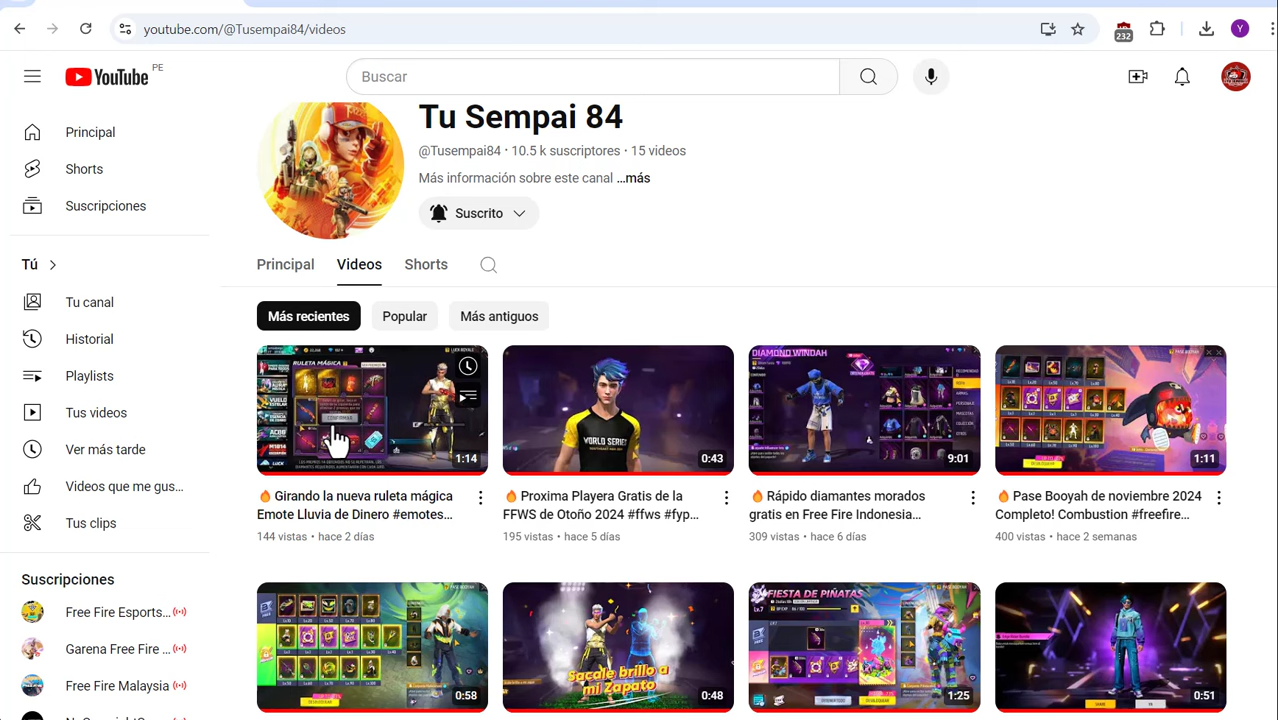 youtube.com/@Tusempai84/videos
232
Y
YouTube PE
Buscar
Principal
Shorts
Suscripciones
Tú
Tu canal
Historial
Playlists
Tus videos
Ver más tarde
Videos que me gus...
Tus clips
Suscripciones
Free Fire Esports...
Garena Free Fire ...
Free Fire Malaysia
Tu Sempai 84
@Tusempai84 · 10.5 k suscriptores · 15 videos
Más información sobre este canal ...más
Suscrito
Principal
Videos
Shorts
Más recientes
Popular
Más antiguos
RULETA MÁGICA
LUCK ROYALE
CONFIRMAR
1:14
WORLD SERIES
0:43
DIAMOND WINDAH
9:01
1:11
🔥 Girando la nueva ruleta mágica
Emote Lluvia de Dinero #emotes...
144 vistas · hace 2 días
🔥 Proxima Playera Gratis de la
FFWS de Otoño 2024 #ffws #fyp...
195 vistas · hace 5 días
🔥 Rápido diamantes morados
gratis en Free Fire Indonesia...
309 vistas · hace 6 días
🔥 Pase Booyah de noviembre 2024
Completo! Combustion #freefire...
400 vistas · hace 2 semanas
0:58
Sacale brillo a
mi Zapato
0:48
FIESTA DE PIÑATAS
1:25
0:51